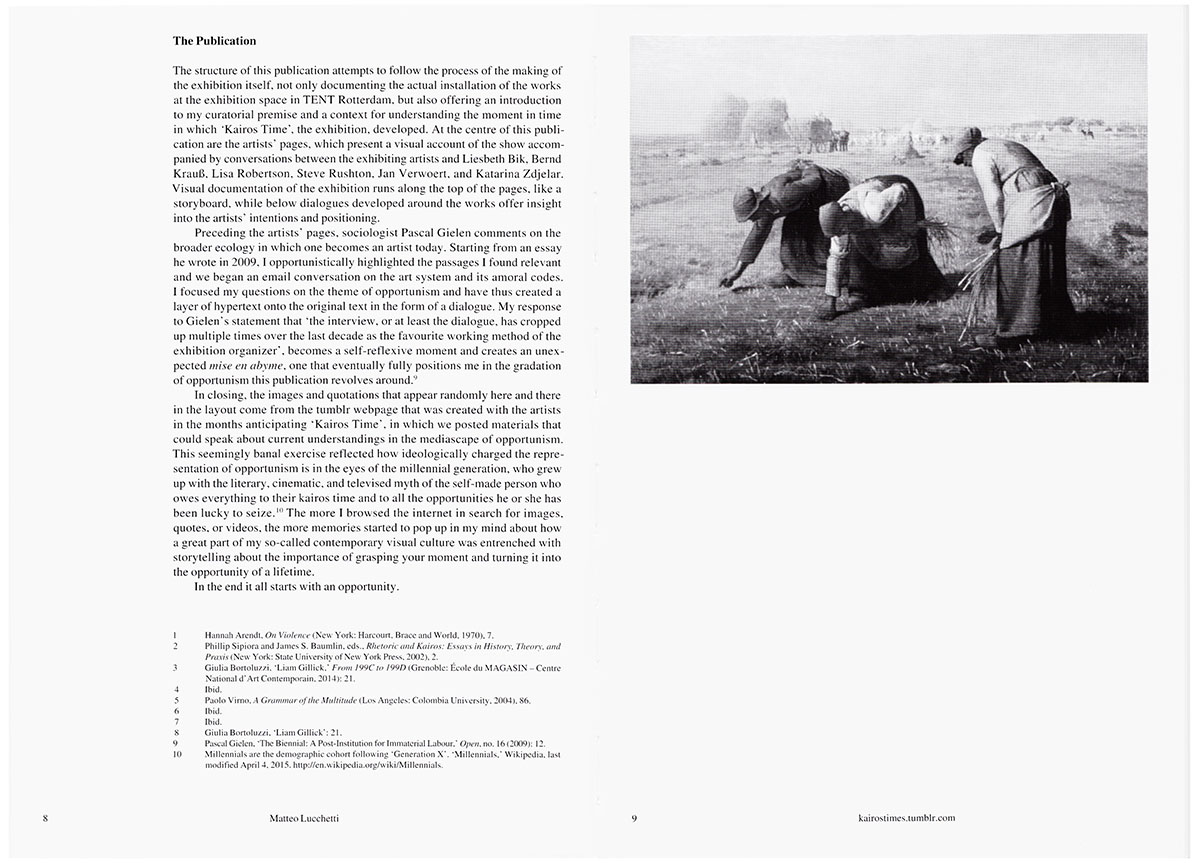 The Publication
The structure of this publication attempts to follow the process of the making of
the exhibition itself, not only documenting the actual installation of the works
at the exhibition space in TENT Rotterdam, but also offering an introduction
to my curatorial premise and a context for understanding the moment in time
in which ‘Kairos Time’, the exhibition, developed. At the centre of this publi-
cation are the artists’ pages, which present a visual account of the show accom-
panied by conversations between the exhibiting artists and Liesbeth Bik, Bernd
Krauß, Lisa Robertson, Steve Rushton, Jan Verwoert, and Katarina Zdjelar.
Visual documentation of the exhibition runs along the top of the pages, like a
storyboard, while below dialogues developed around the works offer insight
into the artists’ intentions and positioning.
Preceding the artists’ pages, sociologist Pascal Gielen comments on the
broader ecology in which one becomes an artist today. Starting from an essay
he wrote in 2009, I opportunistically highlighted the passages I found relevant
and we began an email conversation on the art system and its amoral codes.
I focused my questions on the theme of opportunism and have thus created a
layer of hypertext onto the original text in the form of a dialogue. My response
to Gielen’s statement that ‘the interview, or at least the dialogue, has cropped
up multiple times over the last decade as the favourite working method of the
exhibition organizer’, becomes a self-reflexive moment and creates an unex-
pected mise en abyme, one that eventually fully positions me in the gradation
of opportunism this publication revolves around.9
In closing, the images and quotations that appear randomly here and there
in the layout come from the tumblr webpage that was created with the artists
in the months anticipating ‘Kairos Time’, in which we posted materials that
could speak about current understandings in the mediascape of opportunism.
This seemingly banal exercise reflected how ideologically charged the repre-
sentation of opportunism is in the eyes of the millennial generation, who grew
up with the literary, cinematic, and televised myth of the self-made person who
owes everything to their kairos time and to all the opportunities he or she has
been lucky to seize.10 The more I browsed the internet in search for images,
quotes, or videos, the more memories started to pop up in my mind about how
a great part of my so-called contemporary visual culture was entrenched with
storytelling about the importance of grasping your moment and turning it into
the opportunity of a lifetime.
In the end it all starts with an opportunity.
1 Hannah Arendt, On Violence (New York: Harcourt, Brace and World, 1970), 7.
2 Phillip Sipiora and James S. Baumlin, eds., Rhetoric and Kairos: Essays in History, Theory, and
Praxis (New York: State University of New York Press, 2002), 2.
3 Giulia Bortoluzzi, ‘Liam Gillick,’ From 199C to 199D (Grenoble: École du MAGASIN – Centre
National d’Art Contemporain, 2014): 21.
4 Ibid.
5 Paolo Virno, A Grammar of the Multitude (Los Angeles: Colombia University, 2004), 86.
6 Ibid.
7 Ibid.
8 Giulia Bortoluzzi, ‘Liam Gillick’: 21.
9 Pascal Gielen, ‘The Biennial: A Post-Institution for Immaterial Labour,’ Open, no. 16 (2009): 12.
10 Millennials are the demographic cohort following ‘Generation X’. ‘Millennials,’ Wikipedia, last
modified April 4, 2015, http://en.wikipedia.org/wiki/Millennials.
8 Matteo Lucchetti
9 kairostimes.tumblr.com